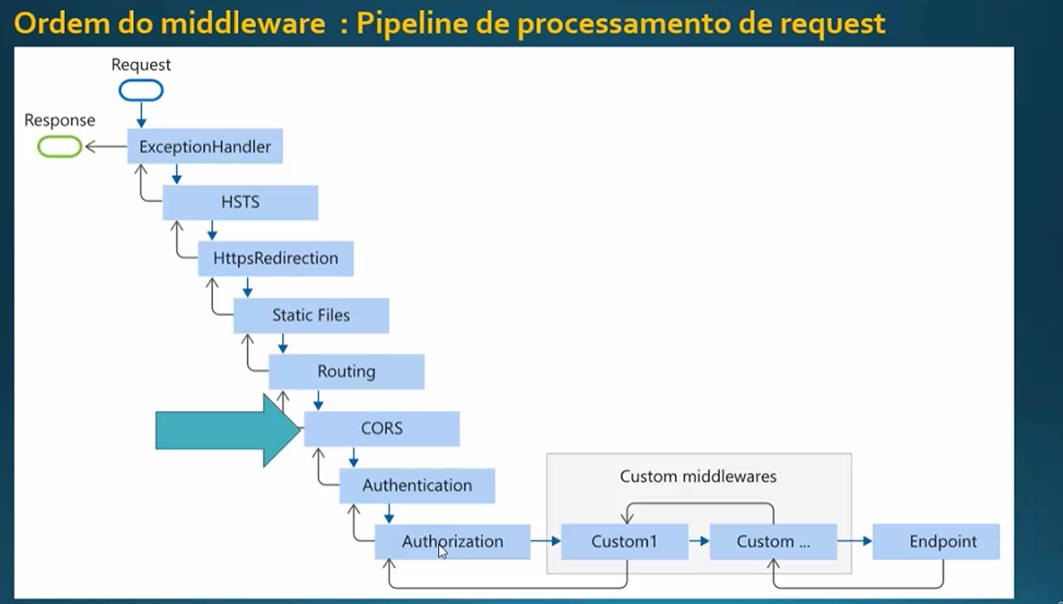 Ordem do middleware : Pipeline de processamento de request
Request
Response
ExceptionHandler
HSTS
HttpsRedirection
Static Files
Routing
CORS
Authentication
Custom middlewares
Authorization
Custom1
Custom ...
Endpoint